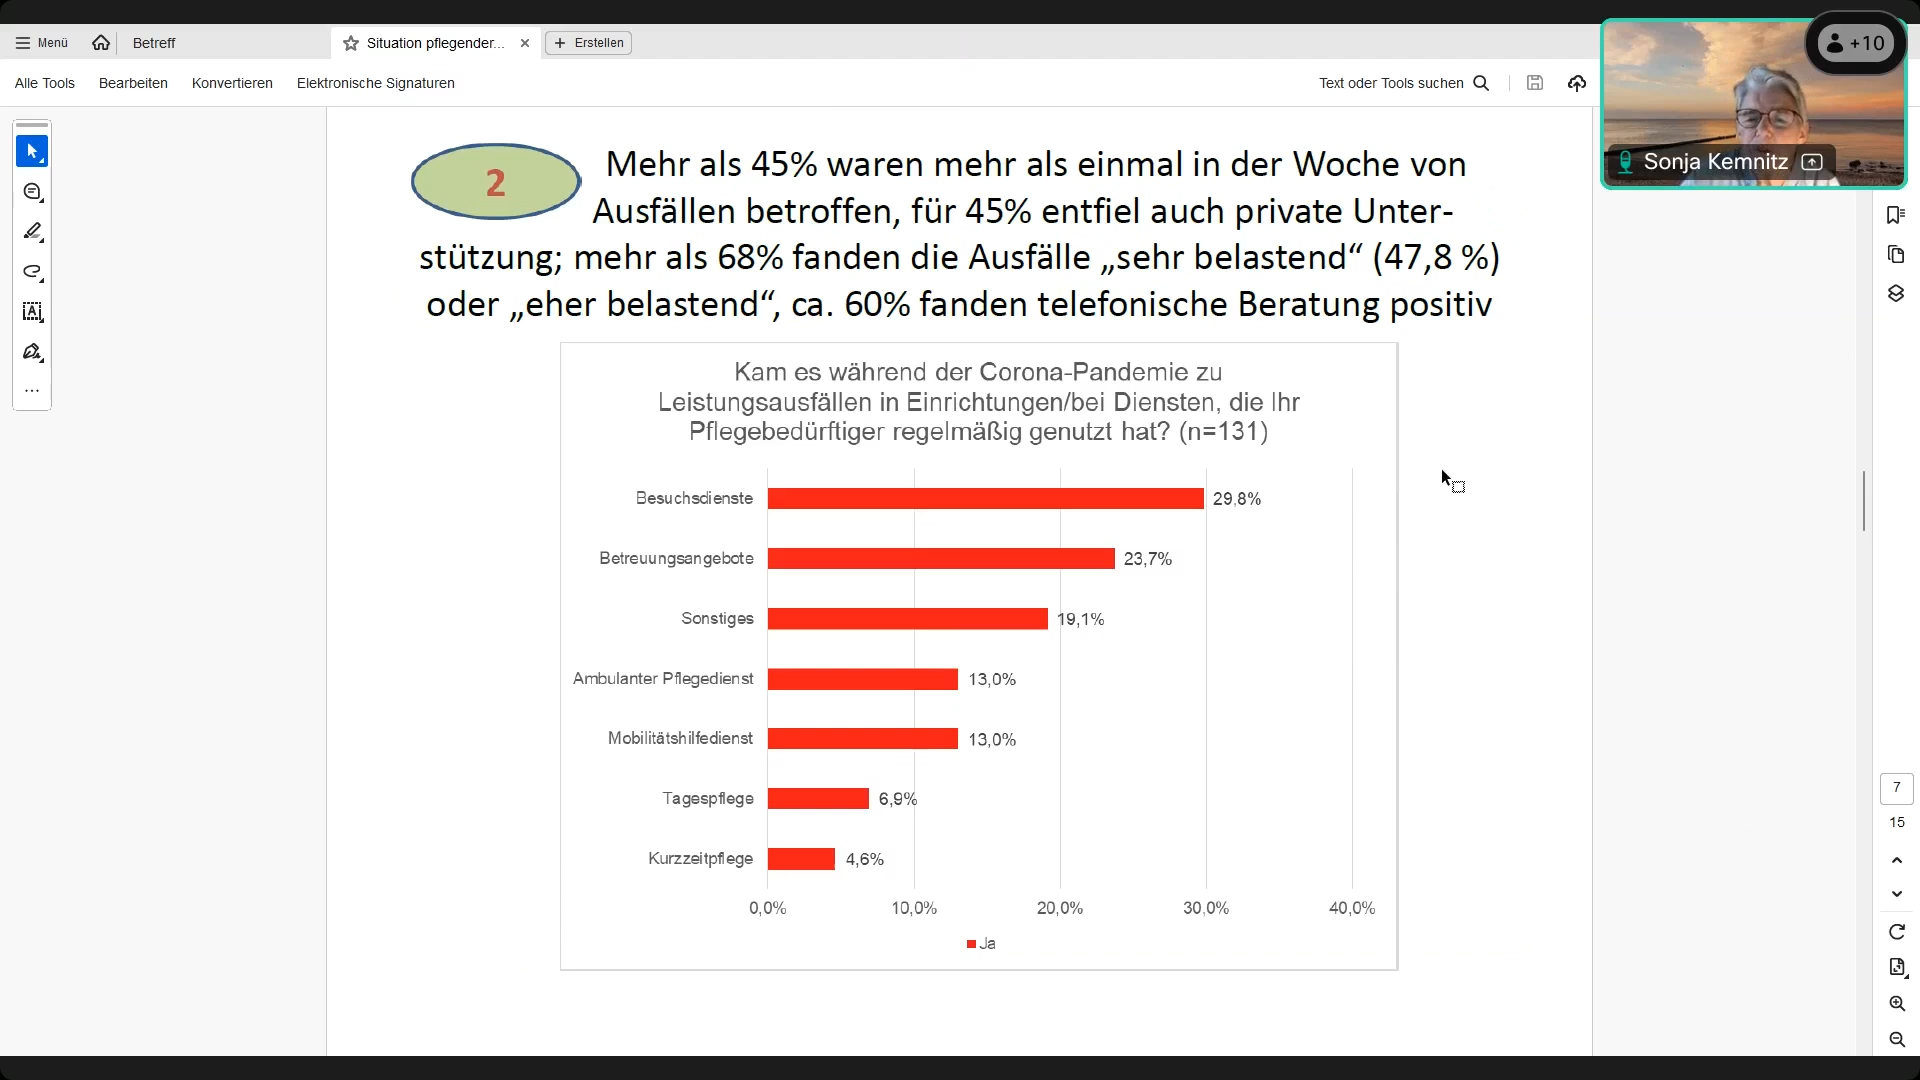 Menü
Betreff
Situation pflegender...
Erstellen
+10
Alle Tools
Bearbeiten
Konvertieren
Elektronische Signaturen
Text oder Tools suchen
Sonja Kemnitz
2
Mehr als 45% waren mehr als einmal in der Woche von
Ausfällen betroffen, für 45% entfiel auch private Unter-
stützung; mehr als 68% fanden die Ausfälle „sehr belastend“ (47,8 %)
oder „eher belastend“, ca. 60% fanden telefonische Beratung positiv
Kam es während der Corona-Pandemie zu
Leistungsausfällen in Einrichtungen/bei Diensten, die Ihr
Pflegebedürftiger regelmäßig genutzt hat? (n=131)
Besuchsdienste 29,8%
Betreuungsangebote 23,7%
Sonstiges 19,1%
Ambulanter Pflegedienst 13,0%
Mobilitätshilfedienst 13,0%
Tagespflege 6,9%
Kurzzeitpflege 4,6%
0,0% 10,0% 20,0% 30,0% 40,0%
Ja
7
15